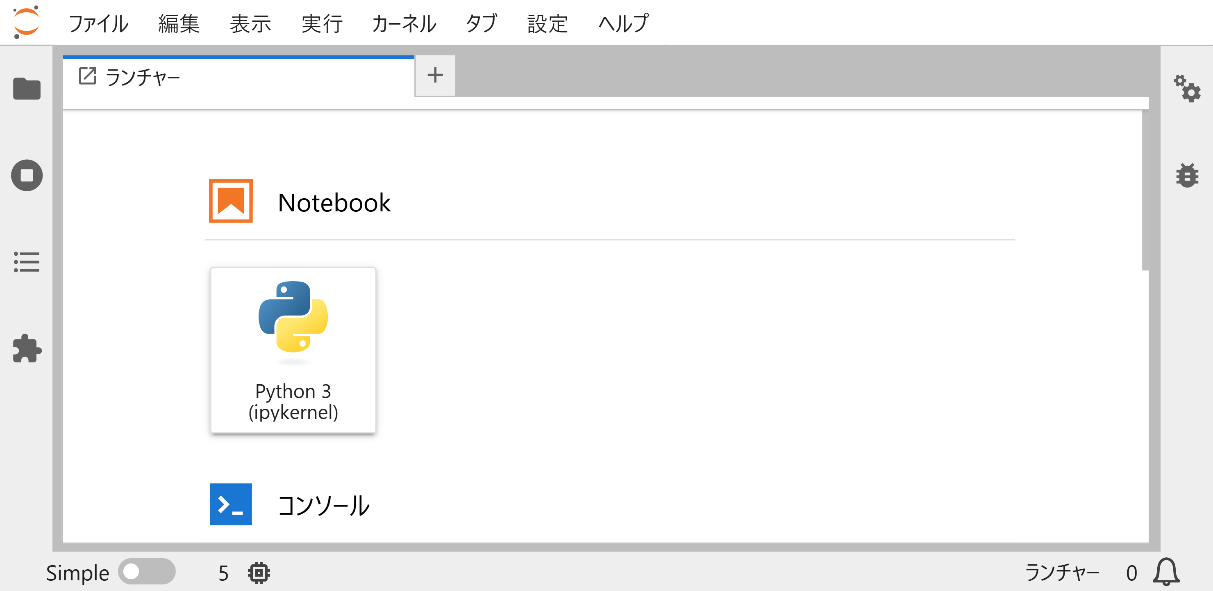 ファイル 編集 表示 実行 カーネル タブ 設定 ヘルプ
ランチャー
Notebook
Python 3
(ipykernel)
コンソール
Simple 5 ランチャー 0